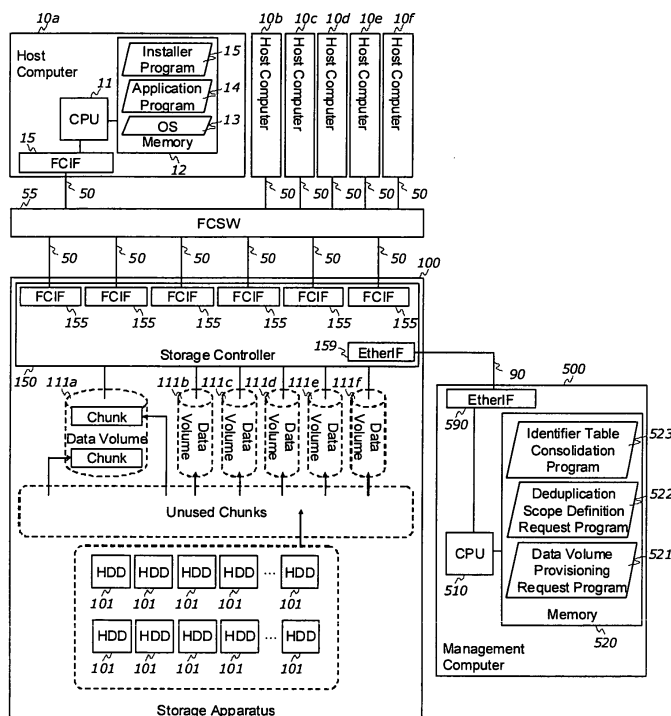 10a
Host
Computer
Installer
Program
15
Application
Program
14
OS
13
Memory
12
11
CPU
15
FCIF
10b
Host Computer
10c
Host Computer
10d
Host Computer
10e
Host Computer
10f
Host Computer
50
50
50
50
50
50
55
FCSW
50
50
50
50
50
50
100
FCIF
FCIF
FCIF
FCIF
FCIF
FCIF
155
155
155
155
155
155
159
EtherIF
Storage Controller
150
90
111a
Chunk
Data Volume
Chunk
111b
Data
Volume
111c
Data
Volume
111d
Data
Volume
111e
Data
Volume
111f
Data
Volume
Unused Chunks
HDD
HDD
HDD
HDD
...
HDD
101
101
101
101
101
HDD
HDD
HDD
HDD
...
HDD
101
101
101
101
101
Storage Apparatus
500
EtherIF
590
Identifier Table
Consolidation
Program
523
Deduplication
Scope Definition
Request Program
522
Data Volume
Provisioning
Request Program
521
CPU
510
Memory
520
Management
Computer